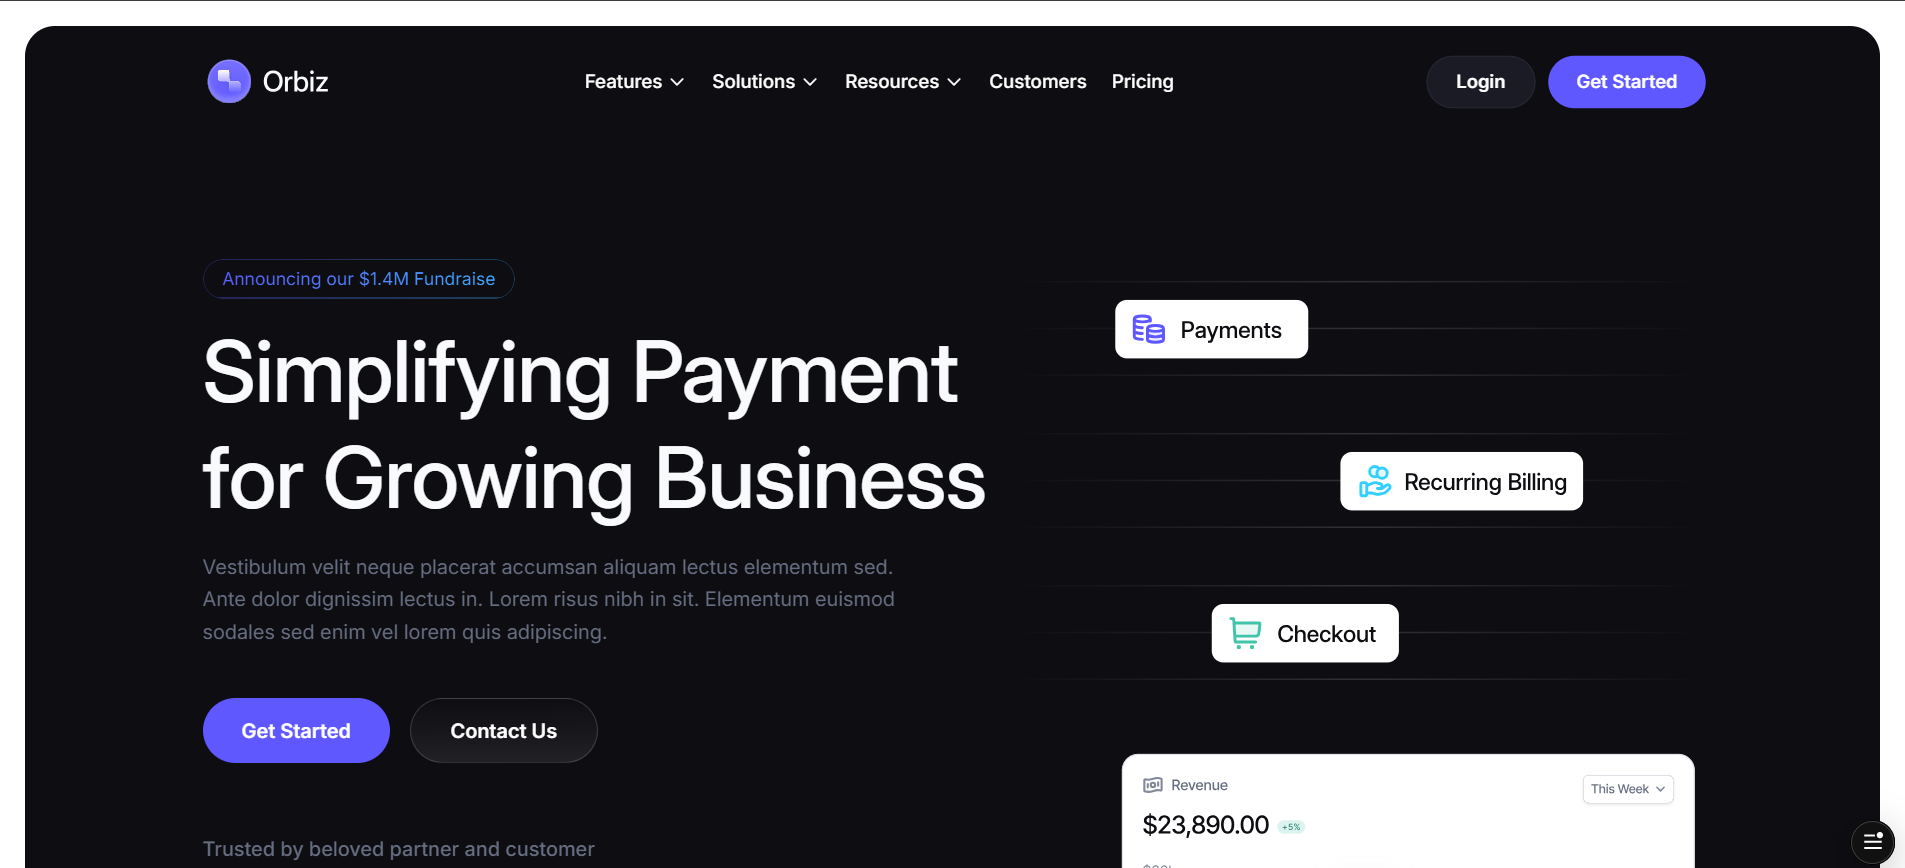 Orbiz
Features
Solutions
Resources
Customers
Pricing
Login
Get Started
Announcing our $1.4M Fundraise
Simplifying Payment
for Growing Business
Vestibulum velit neque placerat accumsan aliquam lectus elementum sed.
Ante dolor dignissim lectus in. Lorem risus nibh in sit. Elementum euismod
sodales sed enim vel lorem quis adipiscing.
Get Started
Contact Us
Trusted by beloved partner and customer
Payments
Recurring Billing
Checkout
Revenue
This Week
$23,890.00
+5%